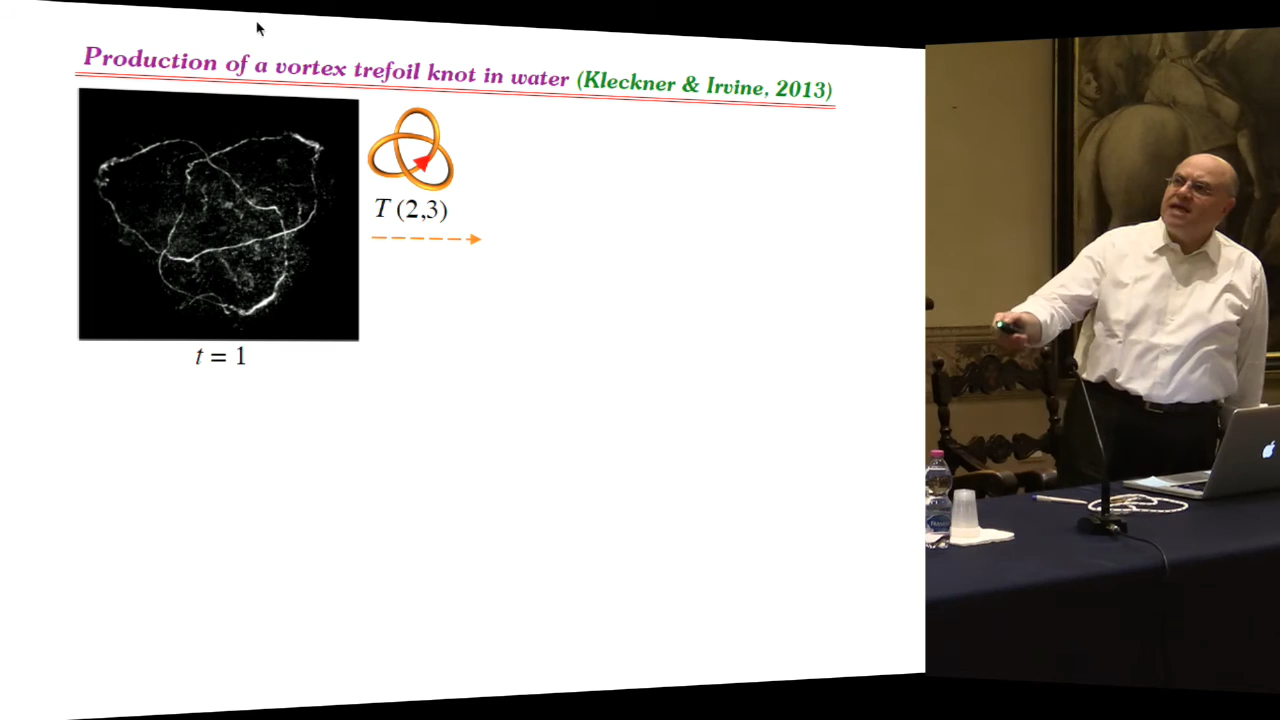 Production of a vortex trefoil knot in water (Kleckner & Irvine, 2013)
T (2,3)
t = 1